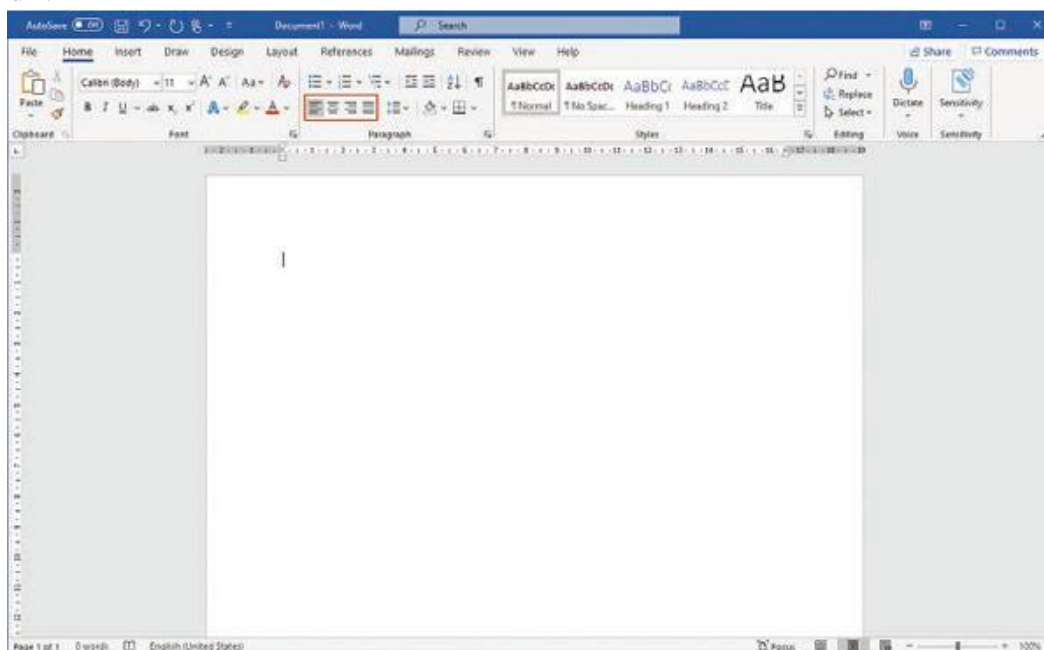 AutoSave Off Document1 - Word Search
File Home Insert Draw Design Layout References Mailings Review View Help Share Comments
Paste Calibri (Body) 11 A^ A˅ Aa A
B I U ab x, x' A A
AaBbCcDc AaBbCcDc AaBbCc AaBbCcC AaB
¶ Normal ¶ No Spac... Heading 1 Heading 2 Title
Find
Replace
Select
Dictate Sensitivity
Clipboard Font Paragraph Styles Editing Voice Sensitivity
Page 1 of 1 0 words English (United States) Focus 100%